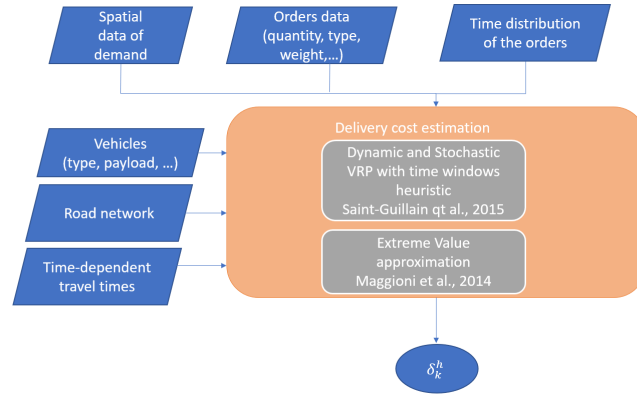 Spatial
data of
demand
Orders data
(quantity, type,
weight,...)
Time distribution
of the orders
Delivery cost estimation
Vehicles
(type, payload, ...)
Dynamic and Stochastic
VRP with time windows
heuristic
Saint-Guillain qt al., 2015
Road network
Extreme Value
approximation
Maggioni et al., 2014
Time-dependent
travel times
δₖʰ